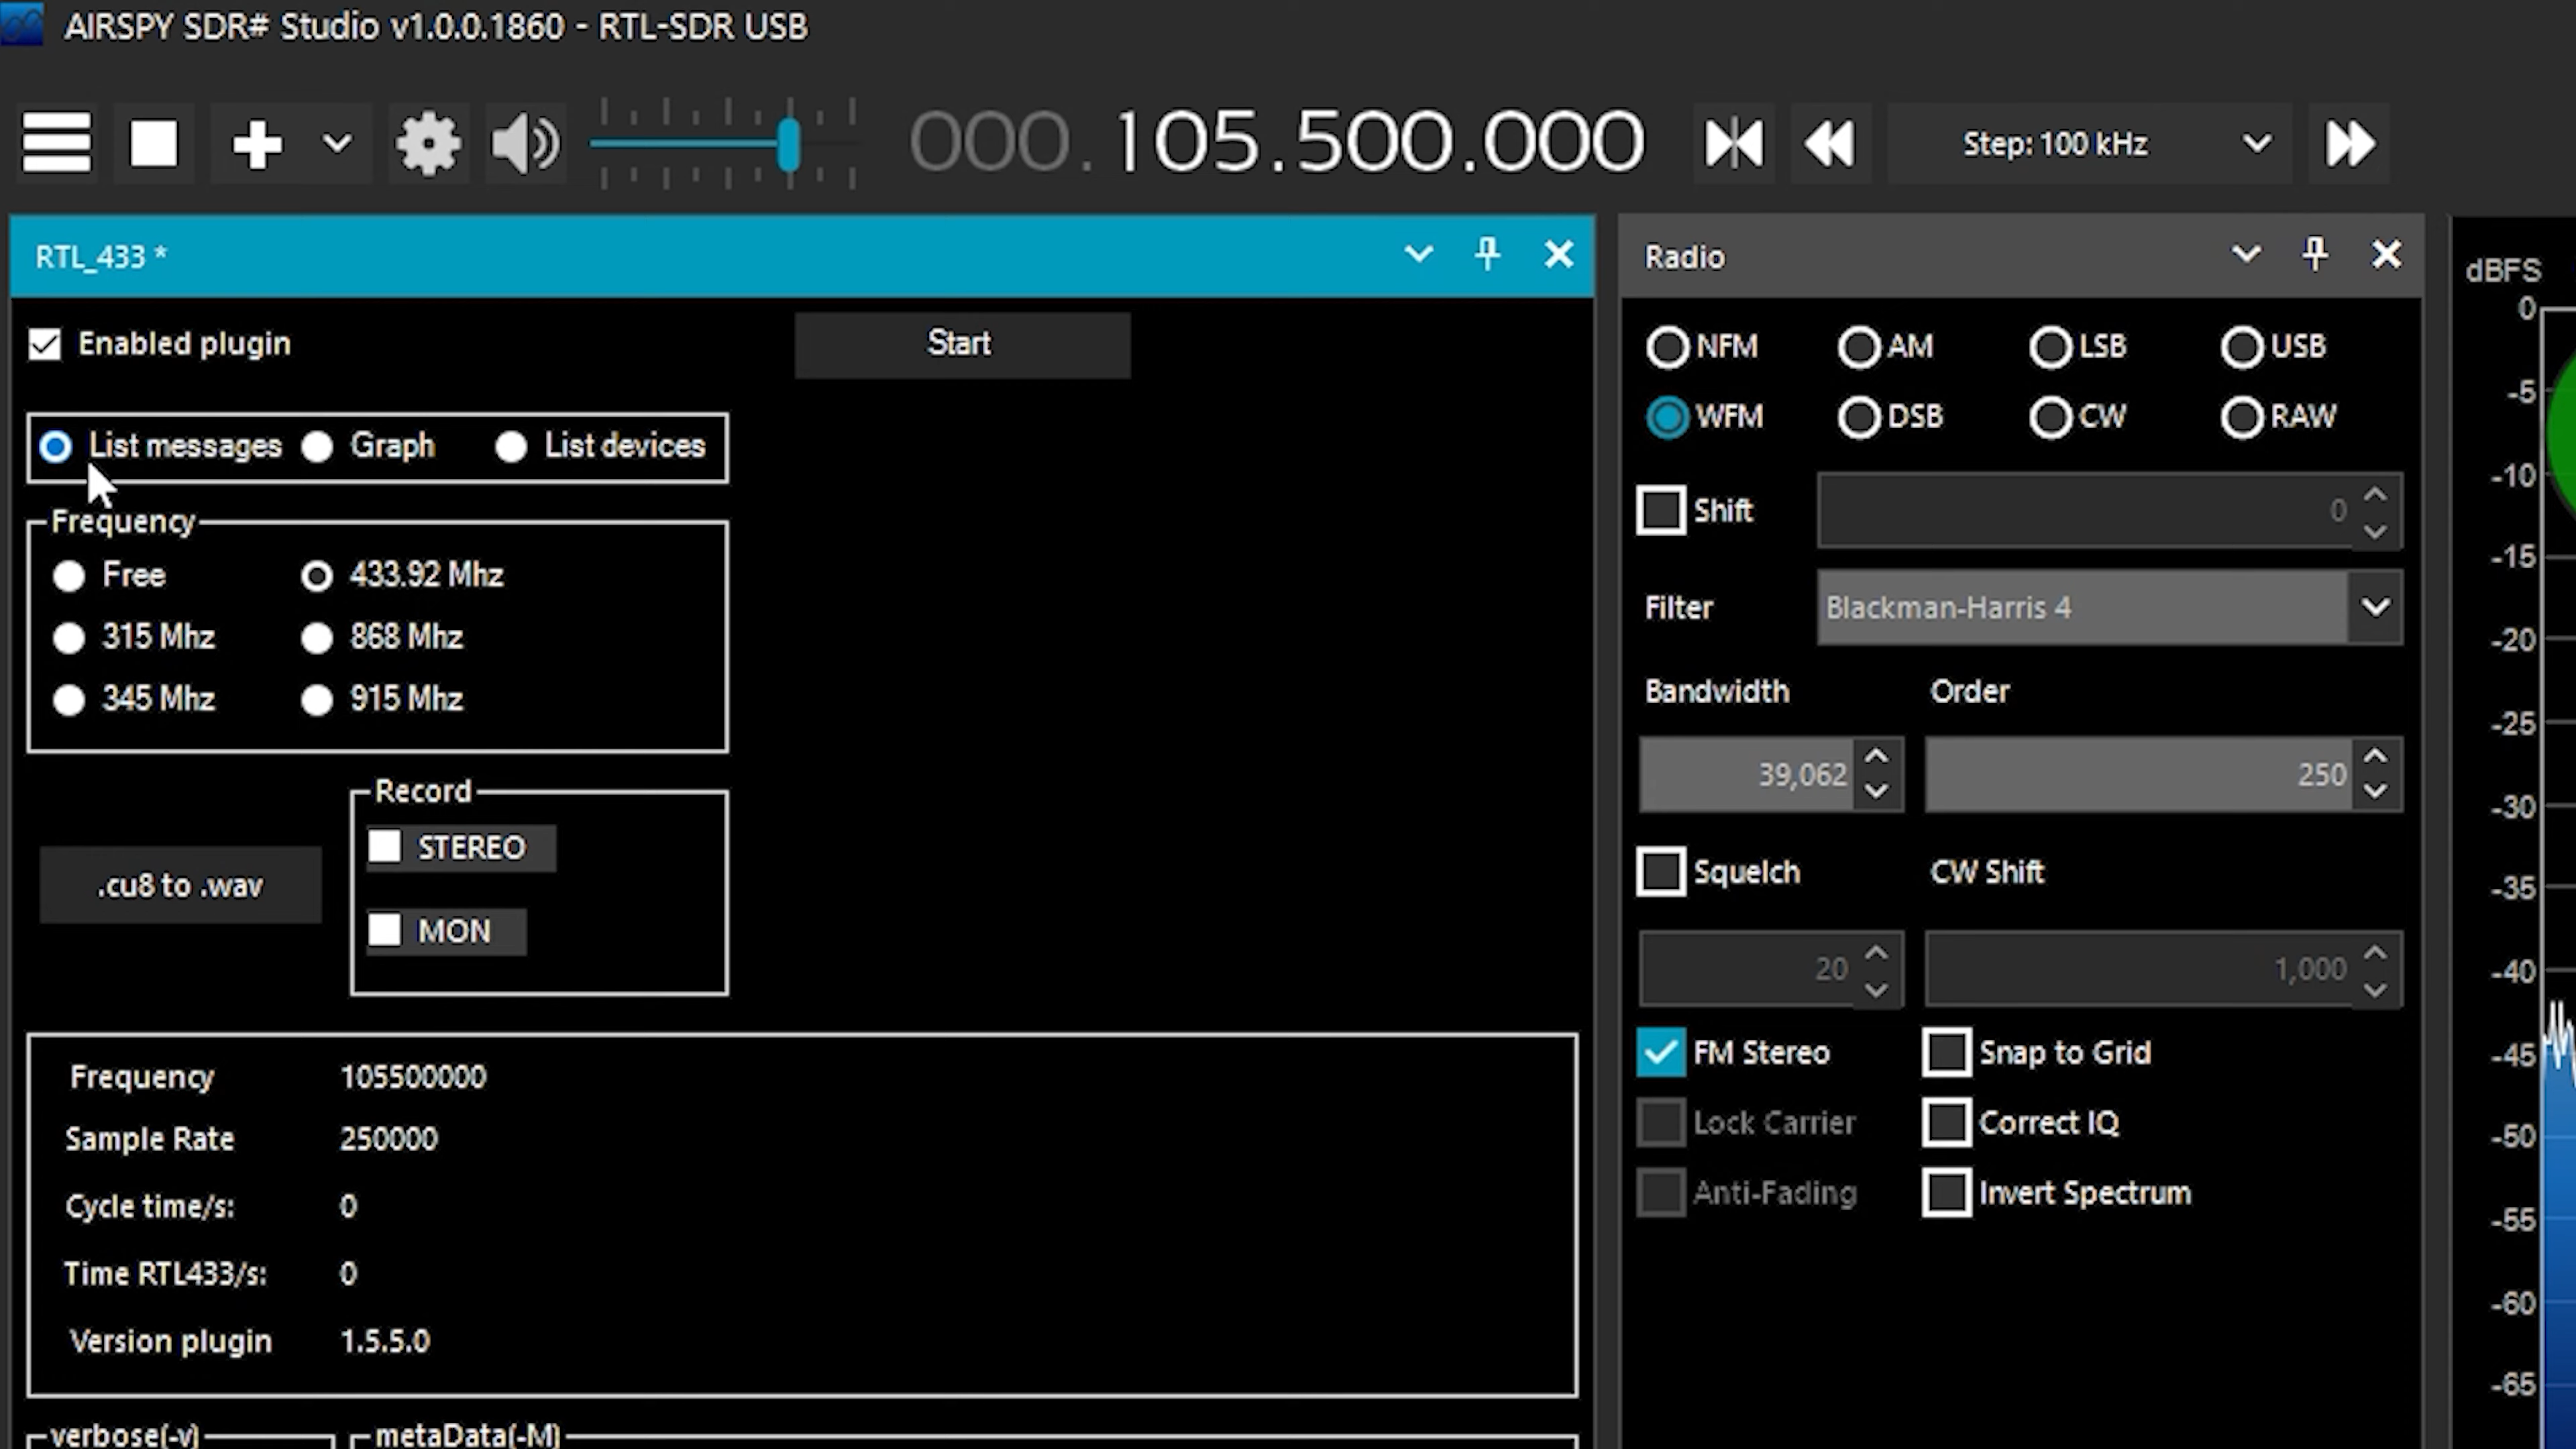 AIRSPY SDR# Studio v1.0.0.1860 - RTL-SDR USB
000.105.500.000
Step: 100 kHz
RTL_433 *
Enabled plugin
Start
List messages
Graph
List devices
Frequency
Free
433.92 Mhz
315 Mhz
868 Mhz
345 Mhz
915 Mhz
.cu8 to .wav
Record
STEREO
MON
Frequency 105500000
Sample Rate 250000
Cycle time/s: 0
Time RTL433/s: 0
Version plugin 1.5.5.0
verbose(-v)
metaData(-M)
Radio
NFM
AM
LSB
USB
WFM
DSB
CW
RAW
Shift
0
Filter
Blackman-Harris 4
Bandwidth
Order
39,062
250
Squelch
CW Shift
20
1,000
FM Stereo
Snap to Grid
Lock Carrier
Correct IQ
Anti-Fading
Invert Spectrum
dBFS
0
-5
-10
-15
-20
-25
-30
-35
-40
-45
-50
-55
-60
-65